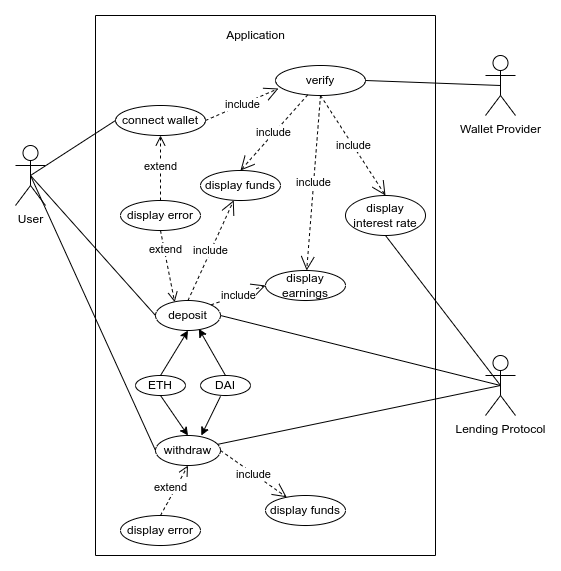 Application
verify
Wallet Provider
connect wallet
include
include
include
include
extend
display funds
User
display error
display
interest rate
extend
include
display
earnings
include
deposit
ETH
DAI
Lending Protocol
withdraw
include
extend
display funds
display error